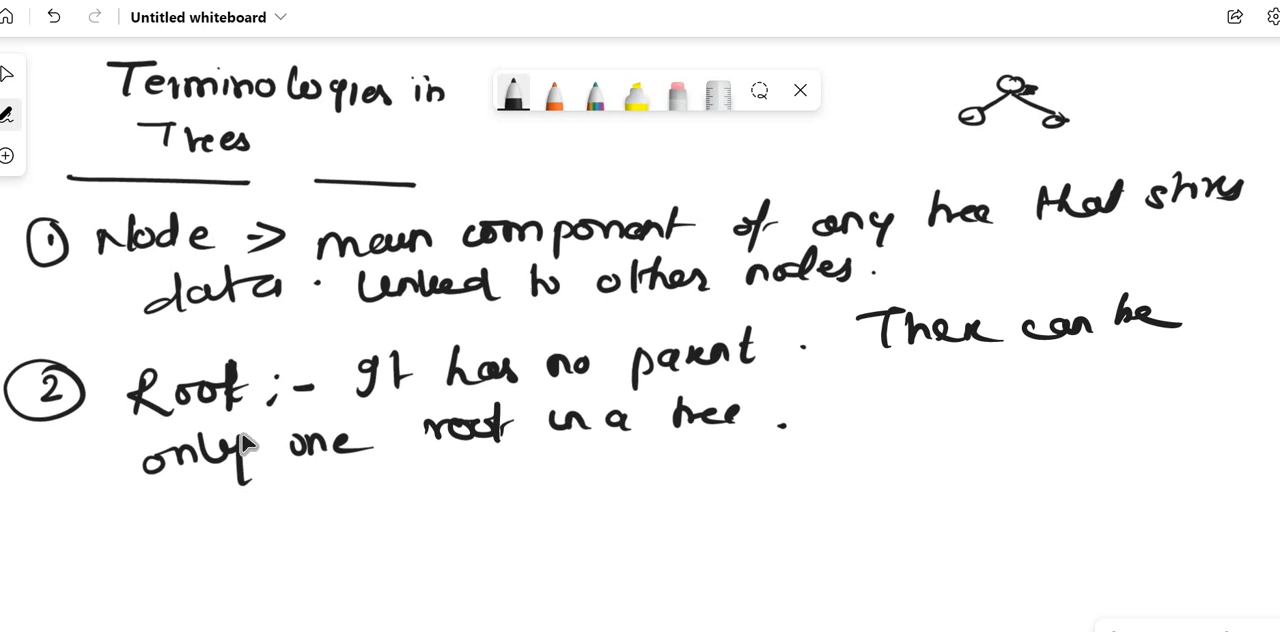 Untitled whiteboard
Terminologies in
Trees
① Node => main component of any tree that stores
data. Linked to other nodes.
② Root :- It has no parent. There can be
only one root in a tree.